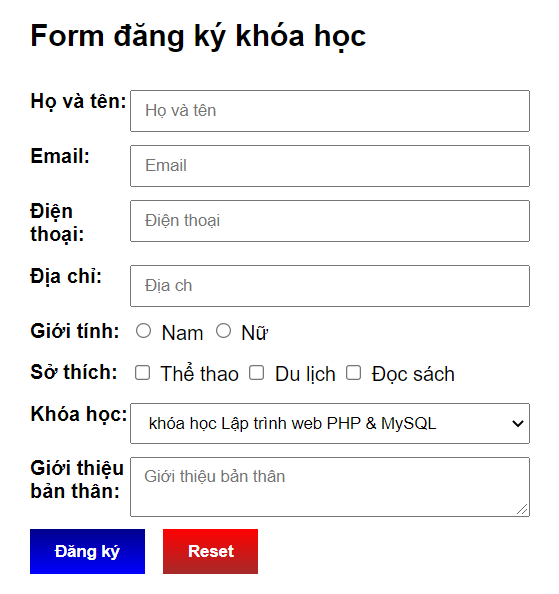 Form đăng ký khóa học
Họ và tên: Họ và tên
Email: Email
Điện
thoại: Điện thoại
Địa chỉ: Địa ch
Giới tính: Nam Nữ
Sở thích: Thể thao Du lịch Đọc sách
Khóa học: khóa học Lập trình web PHP & MySQL
Giới thiệu
bản thân: Giới thiệu bản thân
Đăng ký Reset